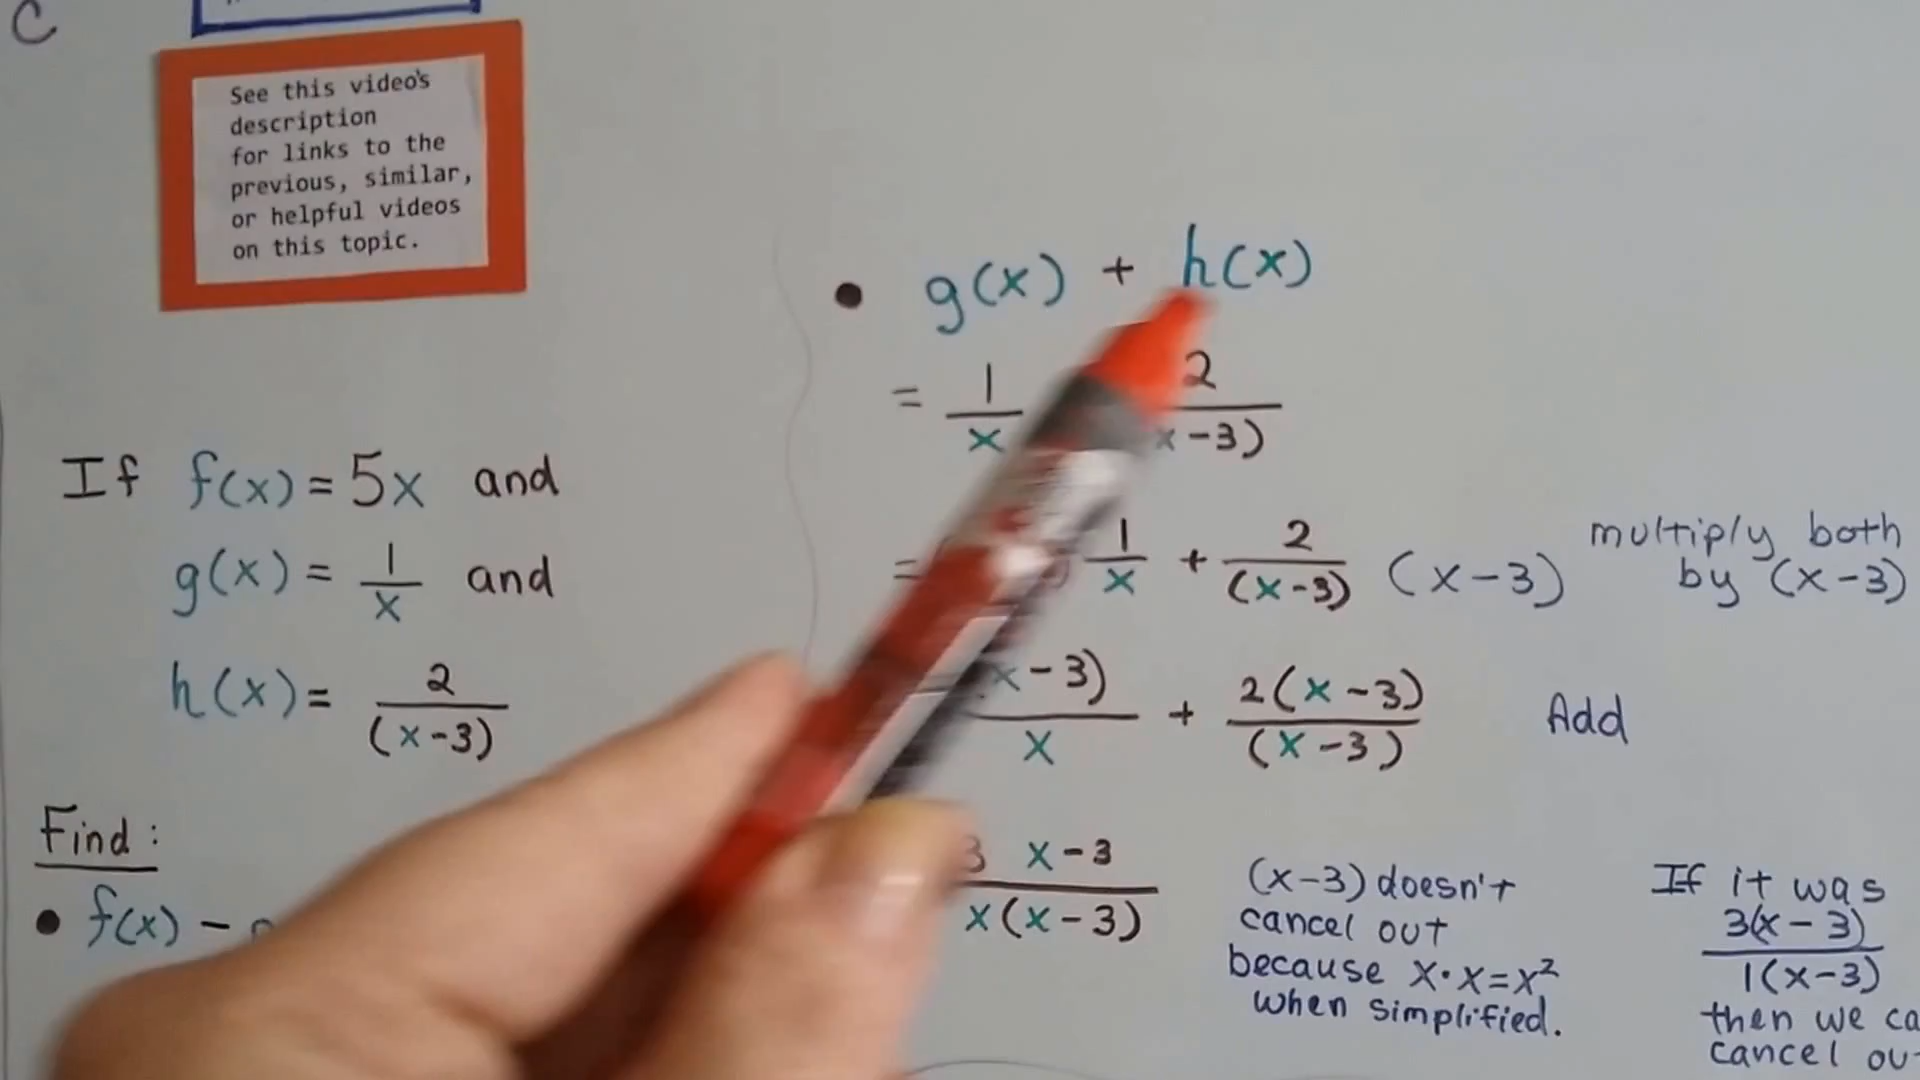 C
See this video's
description
for links to the
previous, similar,
or helpful videos
on this topic.
If f(x) = 5x and
g(x) = 1/x and
h(x) = 2/(x-3)
Find:
• f(x) -
• g(x) + h(x)
= 1/x 2/x-3)
= 1/x + 2/(x-3) (x-3) multiply both
by (x-3)
x-3)/x + 2(x-3)/(x-3) Add
3 x-3/x(x-3)
(x-3) doesn't
cancel out
because x·x=x²
when simplified.
If it was
3(x-3)/1(x-3)
then we ca
cancel ou